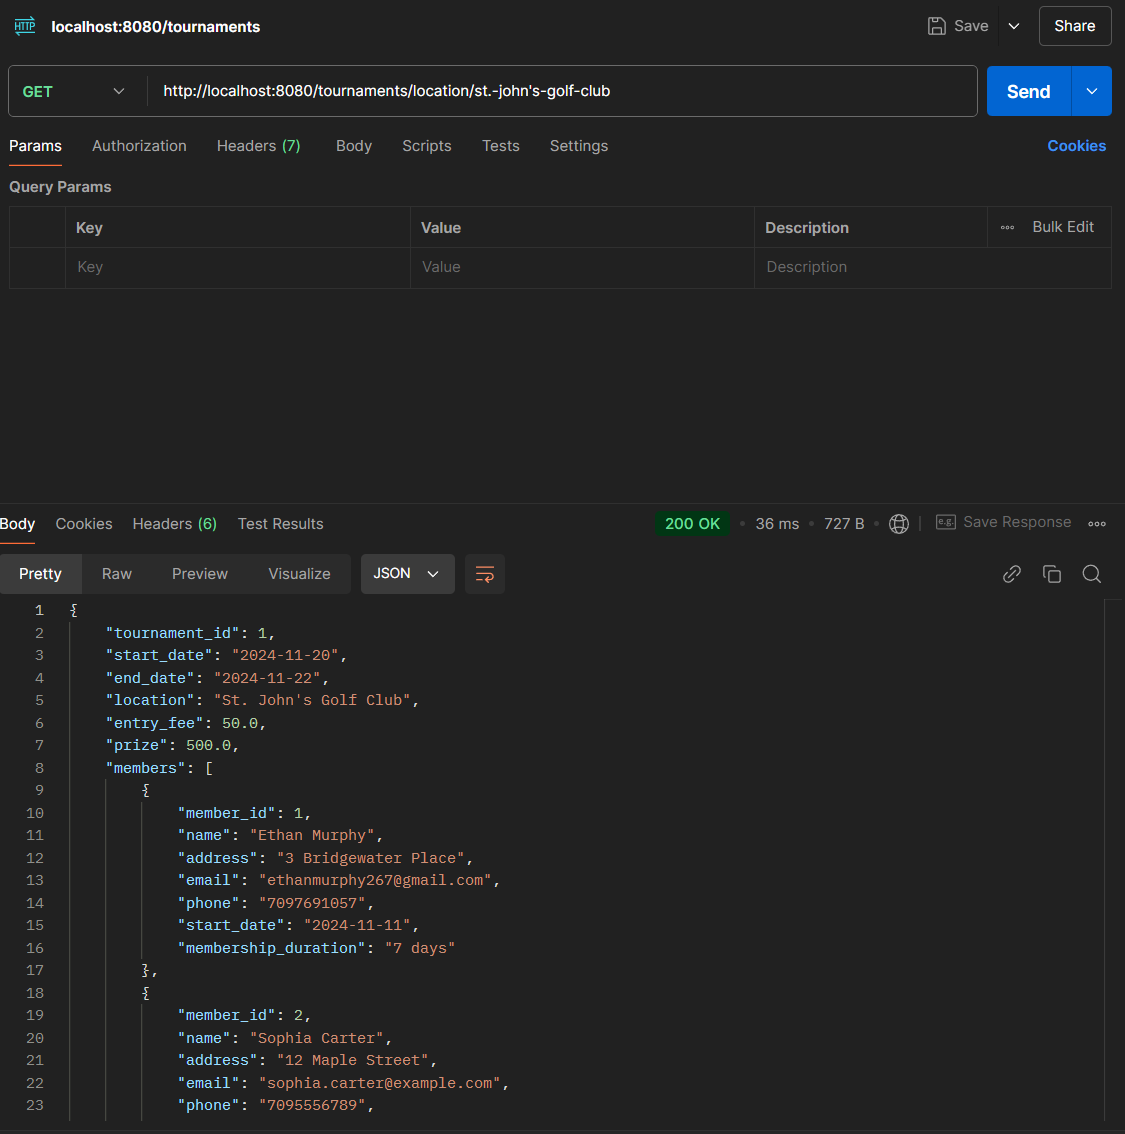 HTTP localhost:8080/tournaments Save Share
GET http://localhost:8080/tournaments/location/st.-john's-golf-club Send
Params Authorization Headers (7) Body Scripts Tests Settings Cookies
Query Params
Key Value Description Bulk Edit
Key Value Description
Body Cookies Headers (6) Test Results 200 OK • 36 ms • 727 B • e.g. Save Response
Pretty Raw Preview Visualize JSON
1 {
2 "tournament_id": 1,
3 "start_date": "2024-11-20",
4 "end_date": "2024-11-22",
5 "location": "St. John's Golf Club",
6 "entry_fee": 50.0,
7 "prize": 500.0,
8 "members": [
9 {
10 "member_id": 1,
11 "name": "Ethan Murphy",
12 "address": "3 Bridgewater Place",
13 "email": "ethanmurphy267@gmail.com",
14 "phone": "7097691057",
15 "start_date": "2024-11-11",
16 "membership_duration": "7 days"
17 },
18 {
19 "member_id": 2,
20 "name": "Sophia Carter",
21 "address": "12 Maple Street",
22 "email": "sophia.carter@example.com",
23 "phone": "7095556789",